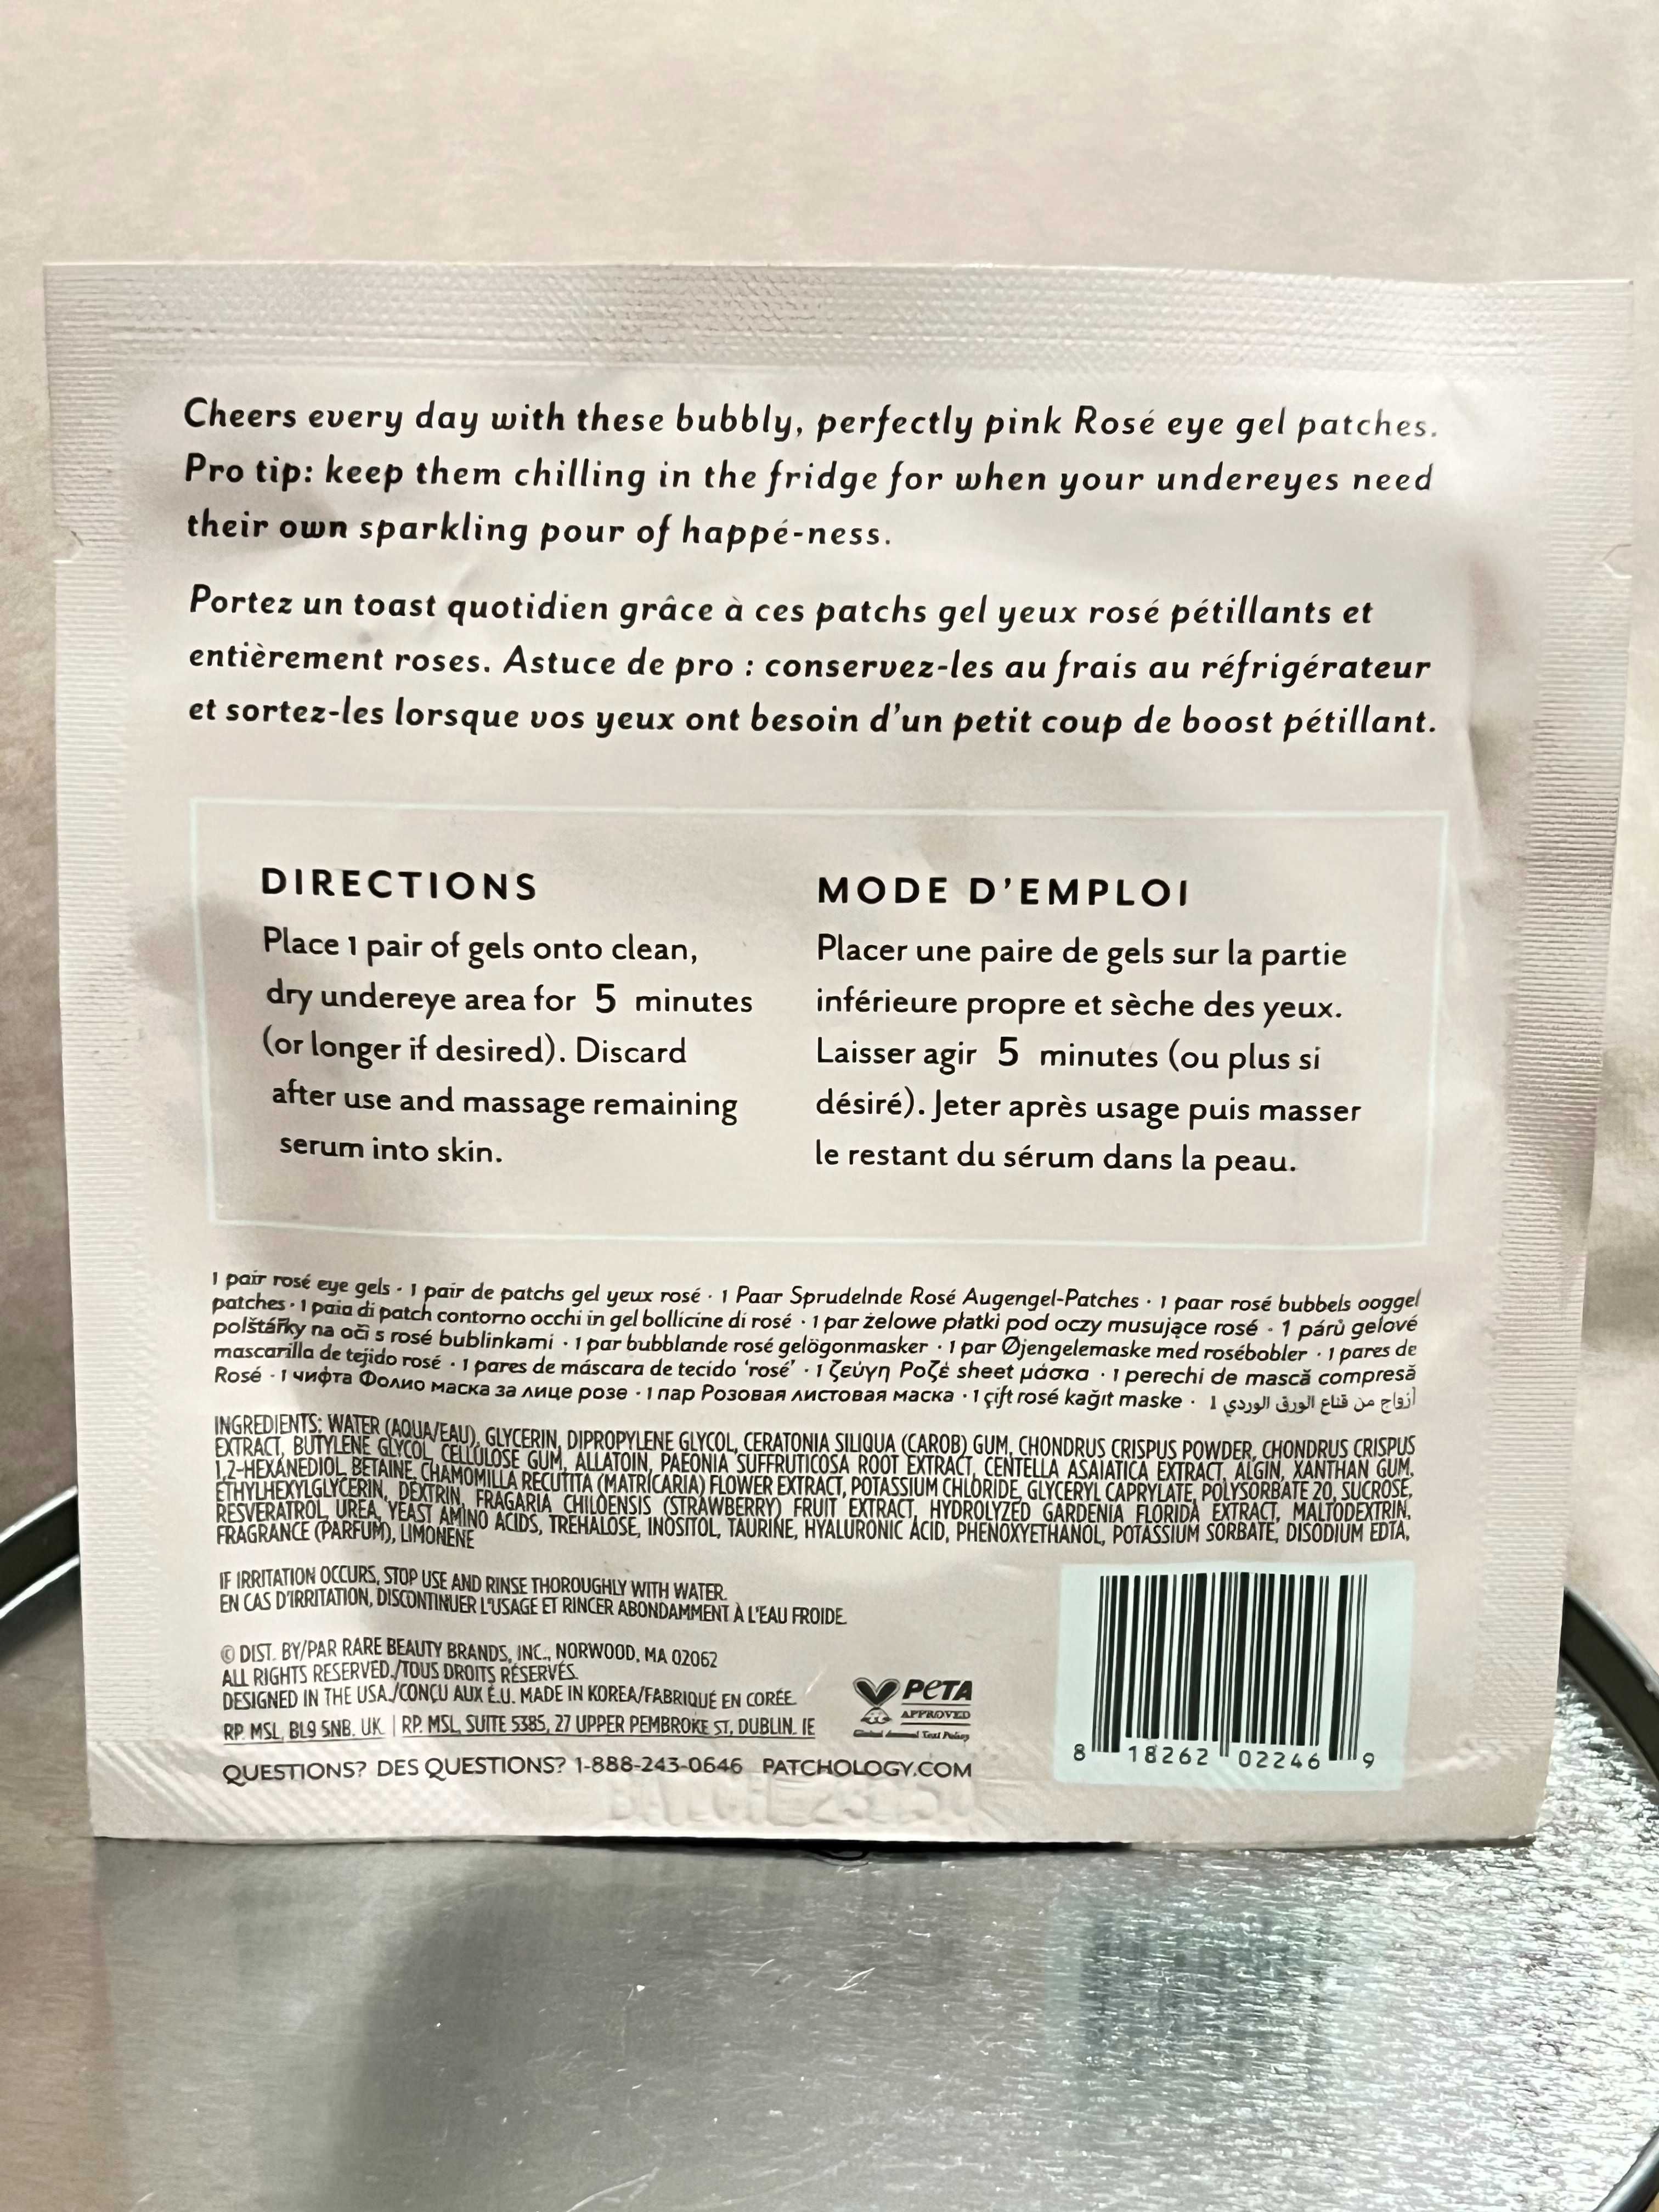 Cheers every day with these bubbly, perfectly pink Rosé eye gel patches.
Pro tip: keep them chilling in the fridge for when your undereyes need
their own sparkling pour of happé-ness.
Portez un toast quotidien grâce à ces patchs gel yeux rosé pétillants et
entièrement roses. Astuce de pro : conservez-les au frais au réfrigérateur
et sortez-les lorsque vos yeux ont besoin d'un petit coup de boost pétillant.
DIRECTIONS
Place 1 pair of gels onto clean,
dry undereye area for 5 minutes
(or longer if desired). Discard
after use and massage remaining
serum into skin.
MODE D'EMPLOI
Placer une paire de gels sur la partie
inférieure propre et sèche des yeux.
Laisser agir 5 minutes (ou plus si
désiré). Jeter après usage puis masser
le restant du sérum dans la peau.
1 pair rosé eye gels · 1 pair de patchs gel yeux rosé · 1 Paar Sprudelnde Rosé Augengel-Patches · 1 paar rosé bubbels ooggel
patches · 1 paia di patch contorno occhi in gel bollicine di rosé · 1 par żelowe płatki pod oczy musujące rosé · 1 párů gelové
polštářky na oči s rosé bublinkami · 1 par bubblande rosé gelögonmasker · 1 par Øjengelemaske med rosébobler · 1 pares de
mascarilla de tejido rosé · 1 pares de máscara de tecido 'rosé' · 1 ζεύγη Ροζέ sheet μάσκα · 1 perechi de mască compresă
Rosé · 1 чифта Фолио маска за лице розе · 1 пар Розовая листовая маска · 1 çift rosé kağıt maske · 1 أزواج من قناع الورق الوردي
INGREDIENTS: WATER (AQUA/EAU), GLYCERIN, DIPROPYLENE GLYCOL, CERATONIA SILIQUA (CAROB) GUM, CHONDRUS CRISPUS POWDER, CHONDRUS CRISPUS
EXTRACT, BUTYLENE GLYCOL, CELLULOSE GUM, ALLATOIN, PAEONIA SUFFRUTICOSA ROOT EXTRACT, CENTELLA ASAIATICA EXTRACT, ALGIN, XANTHAN GUM,
1,2-HEXANEDIOL, BETAINE, CHAMOMILLA RECUTITA (MATRICARIA) FLOWER EXTRACT, POTASSIUM CHLORIDE, GLYCERYL CAPRYLATE, POLYSORBATE 20, SUCROSE,
ETHYLHEXYLGLYCERIN, DEXTRIN, FRAGARIA CHILOENSIS (STRAWBERRY) FRUIT EXTRACT, HYDROLYZED GARDENIA FLORIDA EXTRACT, MALTODEXTRIN,
RESVERATROL, UREA, YEAST AMINO ACIDS, TREHALOSE, INOSITOL, TAURINE, HYALURONIC ACID, PHENOXYETHANOL, POTASSIUM SORBATE, DISODIUM EDTA,
FRAGRANCE (PARFUM), LIMONENE
IF IRRITATION OCCURS, STOP USE AND RINSE THOROUGHLY WITH WATER.
EN CAS D'IRRITATION, DISCONTINUER L'USAGE ET RINCER ABONDAMMENT À L'EAU FROIDE.
© DIST. BY/PAR RARE BEAUTY BRANDS, INC., NORWOOD, MA 02062
ALL RIGHTS RESERVED./TOUS DROITS RÉSERVÉS.
DESIGNED IN THE USA./CONÇU AUX É.U. MADE IN KOREA/FABRIQUÉ EN CORÉE.
RP. MSL, BL9 5NB. UK. | RP. MSL, SUITE 5385, 27 UPPER PEMBROKE ST, DUBLIN. IE
QUESTIONS? DES QUESTIONS? 1-888-243-0646 PATCHOLOGY.COM
PETA
APPROVED
Global Animal Test Policy
8 18262 02246 9